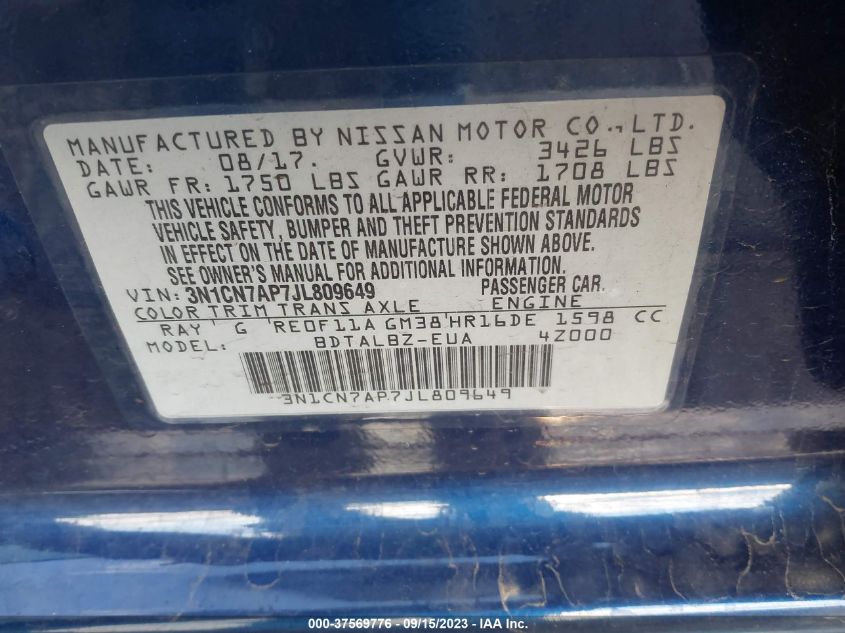 MANUFACTURED BY NISSAN MOTOR CO., LTD.
DATE: 08/17. GVWR: 3426 LBS
GAWR FR: 1750 LBS GAWR RR: 1708 LBS
THIS VEHICLE CONFORMS TO ALL APPLICABLE FEDERAL MOTOR
VEHICLE SAFETY, BUMPER AND THEFT PREVENTION STANDARDS
IN EFFECT ON THE DATE OF MANUFACTURE SHOWN ABOVE.
SEE OWNER'S MANUAL FOR ADDITIONAL INFORMATION.
VIN: 3N1CN7AP7JL809649 PASSENGER CAR.
COLOR TRIM TRANS AXLE ENGINE
RAY G RE0F11A GM38 HR16DE 1598 CC
MODEL: BDTALBZ-EUA 4Z000
3N1CN7AP7JL809649
000-37569776 - 09/15/2023 - IAA Inc.